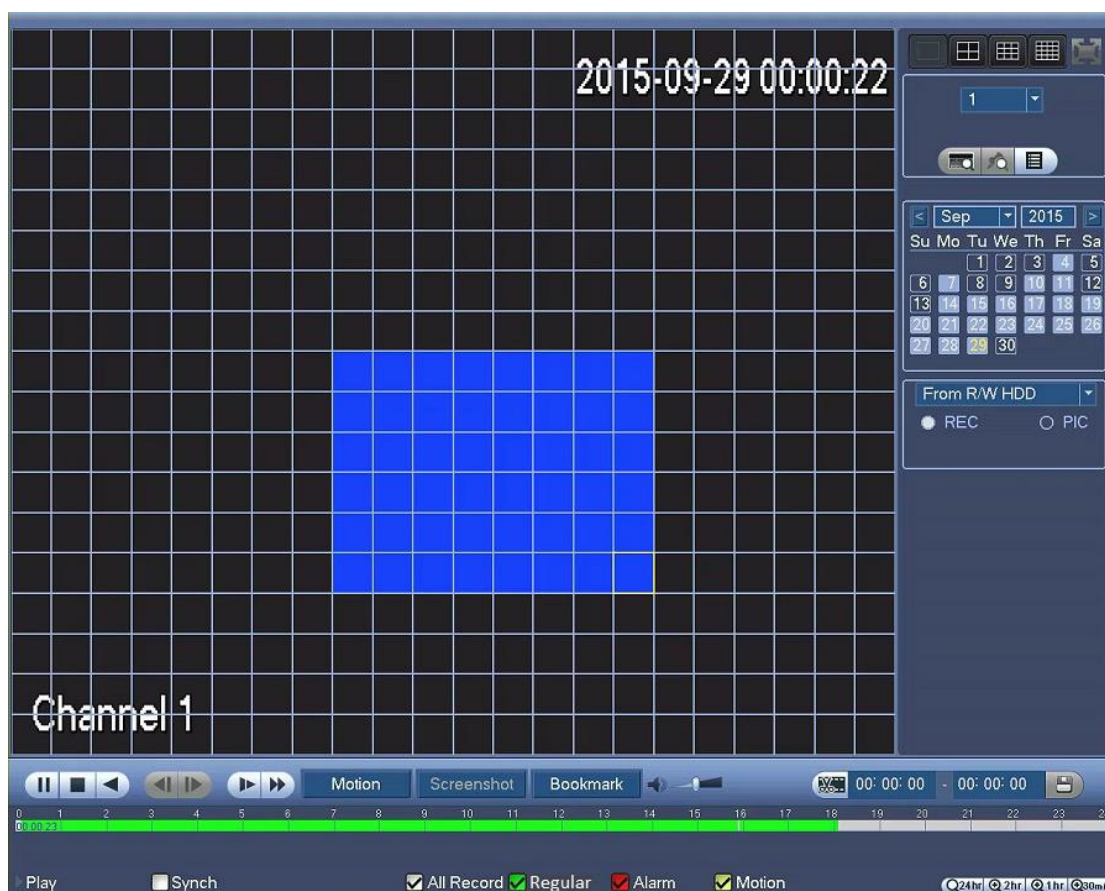 2015-09-29 00:00:22
1
< Sep 2015 >
Su Mo Tu We Th Fr Sa
1 2 3 4 5
6 7 8 9 10 11 12
13 14 15 16 17 18 19
20 21 22 23 24 25 26
27 28 29 30
From R/W HDD
REC PIC
Channel 1
Motion Screenshot Bookmark 00: 00: 00 - 00: 00: 00
0 1 2 3 4 5 6 7 8 9 10 11 12 13 14 15 16 17 18 19 20 21 22 23
00:00:23
Play Synch All Record Regular Alarm Motion 24hr 2hr 1hr